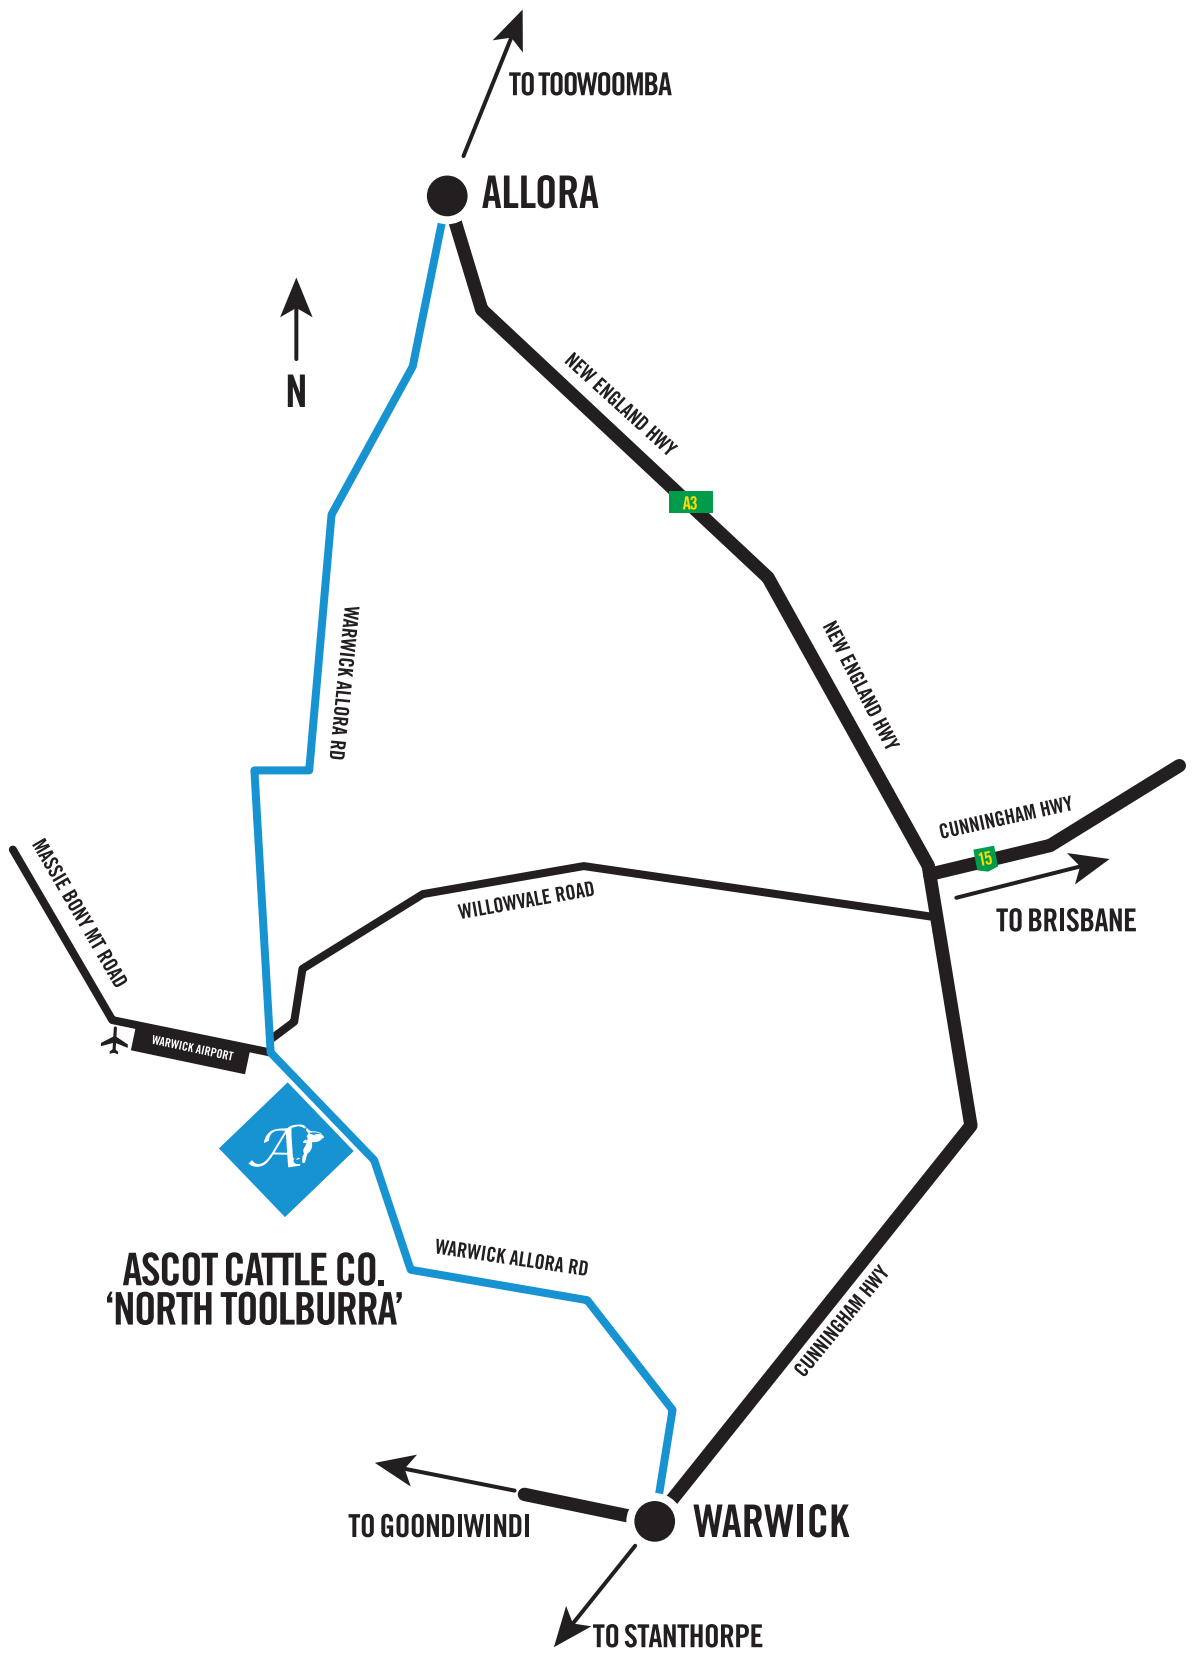 TO TOOWOOMBA
ALLORA
NEW ENGLAND HWY
N
A3
WARWICK ALLORA RD
NEW ENGLAND HWY
CUNNINGHAM HWY
15
MASSIE BONY MT ROAD
WILLOWVALE ROAD
TO BRISBANE
WARWICK AIRPORT
A
WARWICK ALLORA RD
ASCOT CATTLE CO.
‘NORTH TOOLBURRA’
CUNNINGHAM HWY
TO GOONDIWINDI
WARWICK
TO STANTHORPE